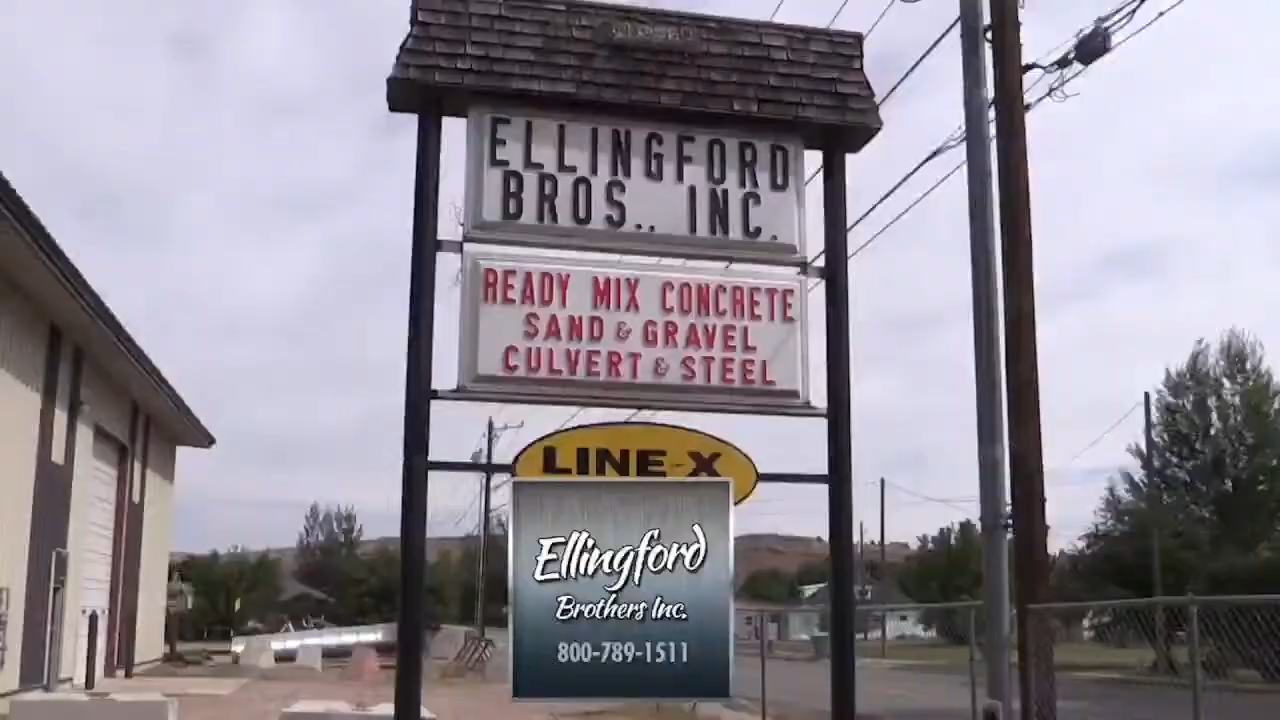 ELLINGFORD
BROS.. INC.
READY MIX CONCRETE
SAND & GRAVEL
CULVERT & STEEL
LINE-X
Ellingford
Brothers Inc.
800-789-1511